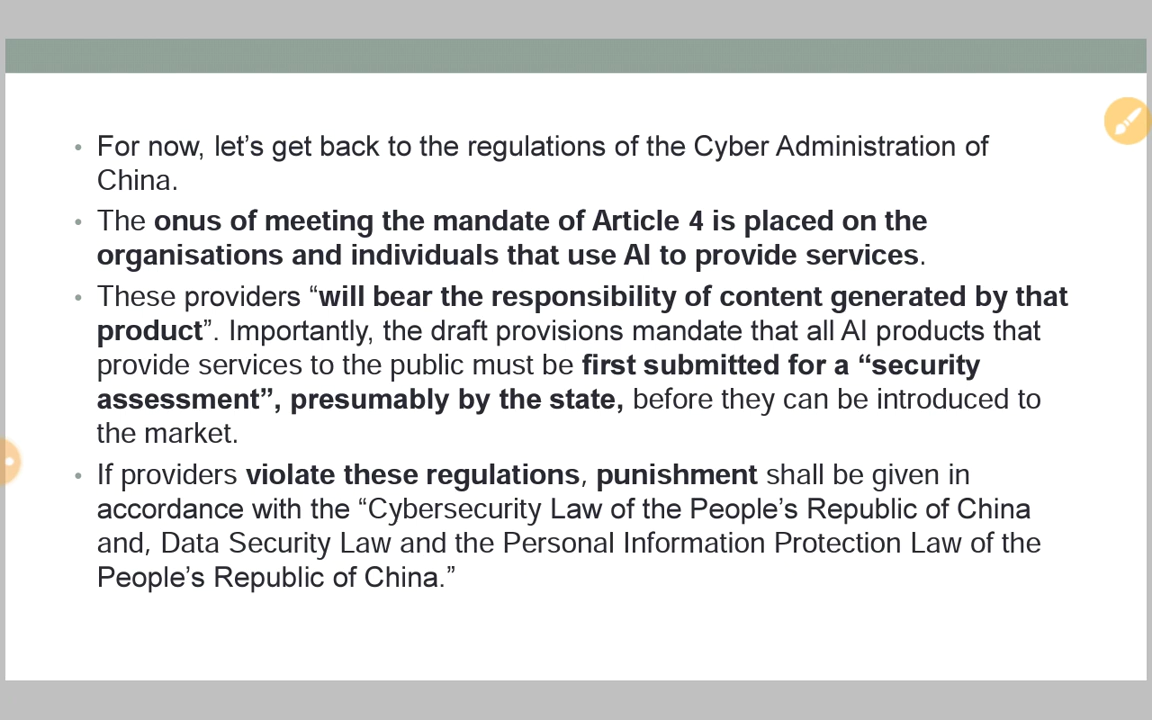 • For now, let’s get back to the regulations of the Cyber Administration of
China.
• The onus of meeting the mandate of Article 4 is placed on the
organisations and individuals that use AI to provide services.
• These providers “will bear the responsibility of content generated by that
product”. Importantly, the draft provisions mandate that all AI products that
provide services to the public must be first submitted for a “security
assessment”, presumably by the state, before they can be introduced to
the market.
• If providers violate these regulations, punishment shall be given in
accordance with the “Cybersecurity Law of the People’s Republic of China
and, Data Security Law and the Personal Information Protection Law of the
People’s Republic of China.”